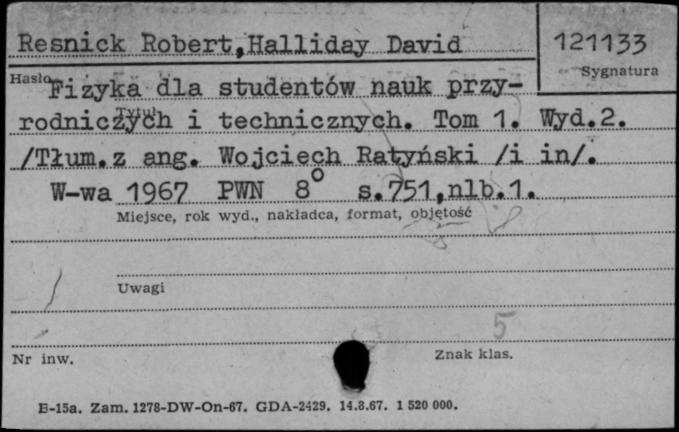 Resnick Robert,Halliday David
121133
Hasło
Sygnatura
Fizyka dla studentów nauk przy-
Tytuł
rodniczych i technicznych. Tom 1. Wyd.2.
/Tłum.z ang. Wojciech Ratyński /i in/.
W-wa 1967 PWN 8° s.751,nlb.1.
Miejsce, rok wyd., nakładca, format, objętość
Uwagi
5
Nr inw.
Znak klas.
E-15a. Zam. 1278-DW-On-67. GDA-2429. 14.8.67. 1 520 000.